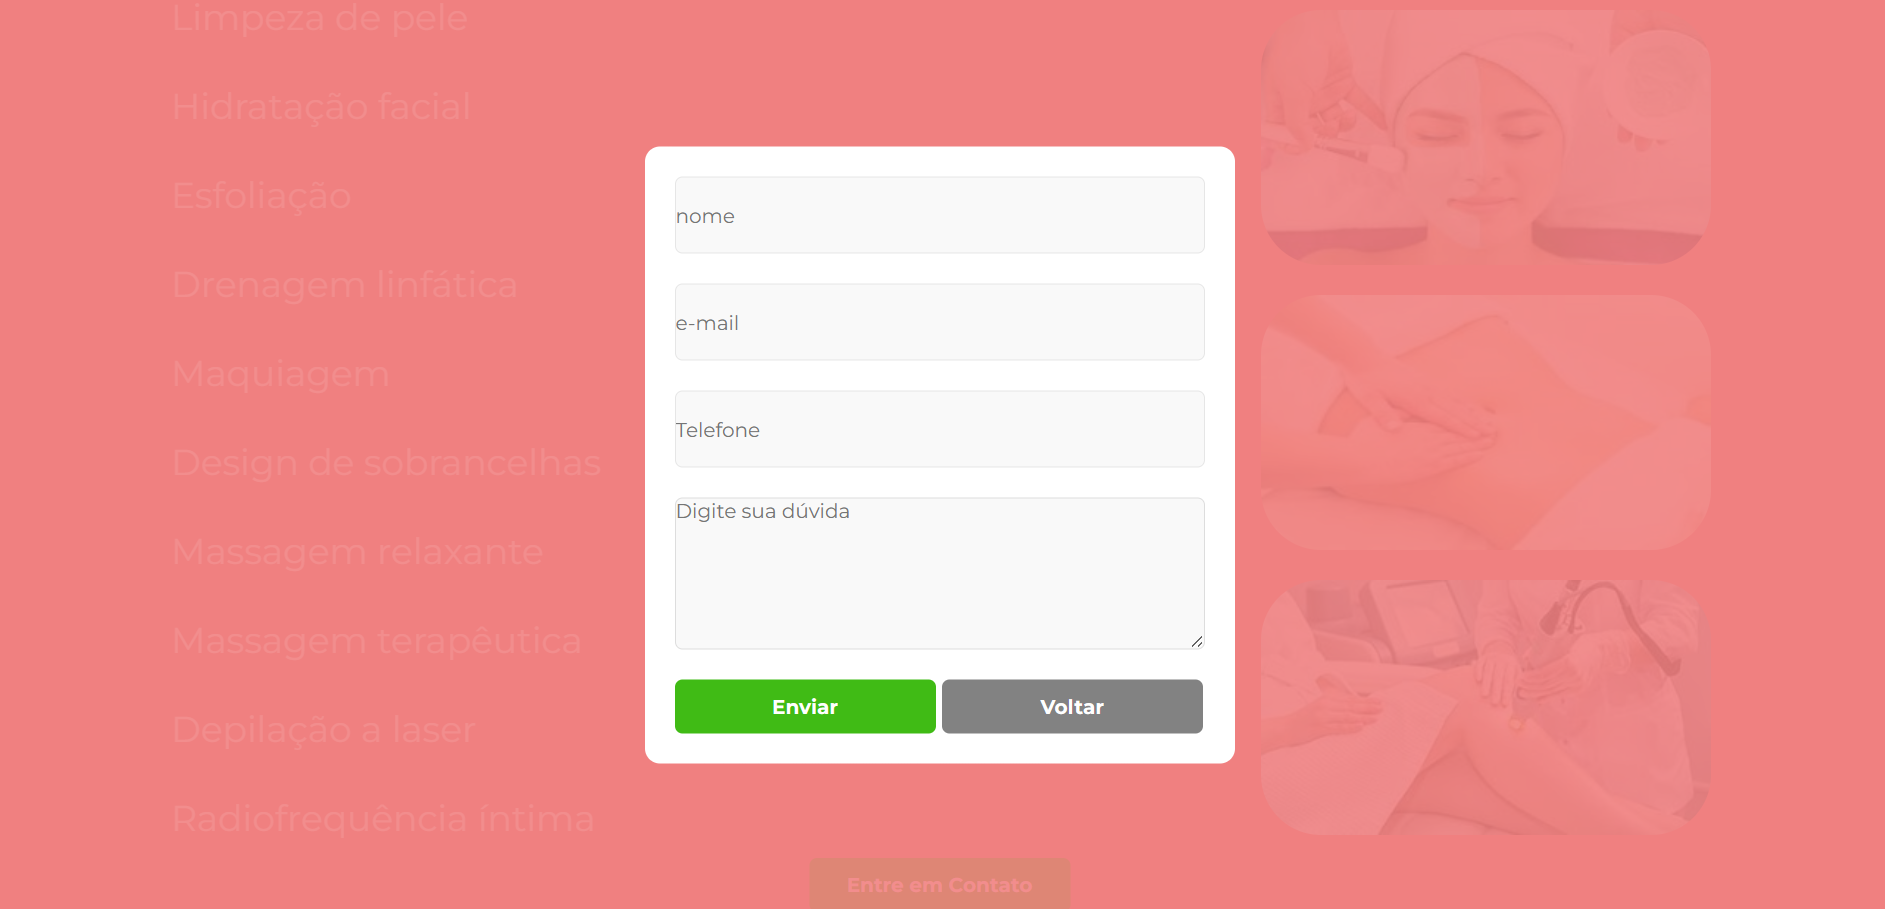 Limpeza de pele
Hidratação facial
Esfoliação
Drenagem linfática
Maquiagem
Design de sobrancelhas
Massagem relaxante
Massagem terapêutica
Depilação a laser
Radiofrequência íntima
nome
e-mail
Telefone
Digite sua dúvida
Enviar
Voltar
Entre em Contato